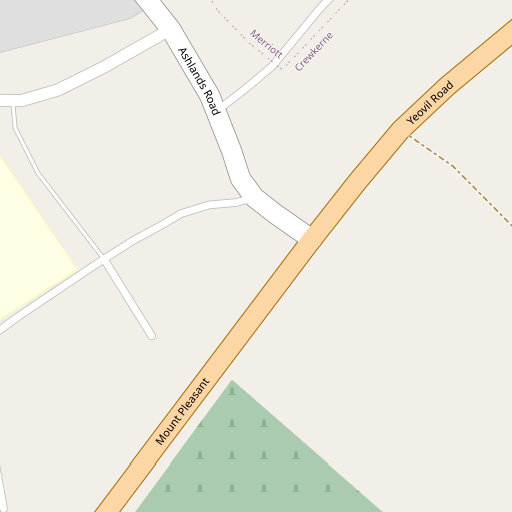 Merriott
Crewkerne
Ashlands Road
Yeovil Road
Mount Pleasant